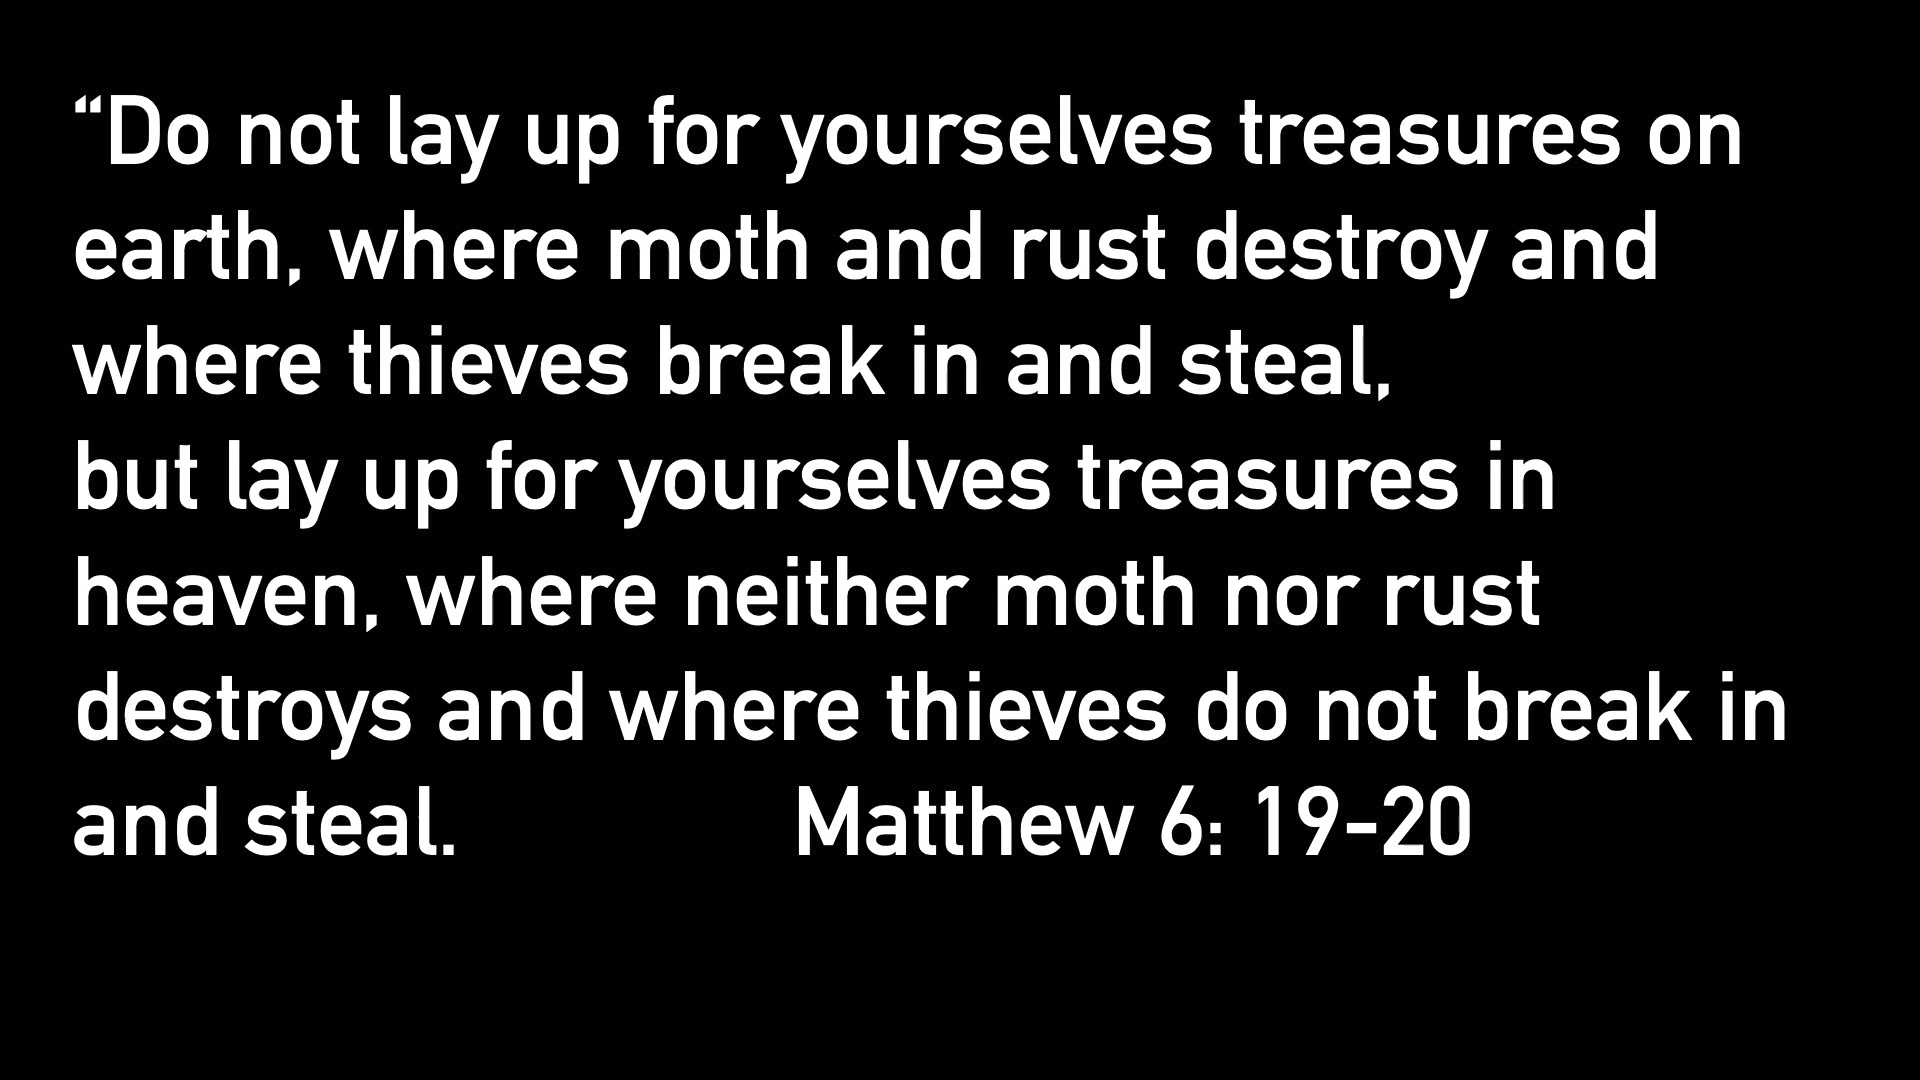 “Do not lay up for yourselves treasures on
earth, where moth and rust destroy and
where thieves break in and steal,
but lay up for yourselves treasures in
heaven, where neither moth nor rust
destroys and where thieves do not break in
and steal. Matthew 6: 19-20